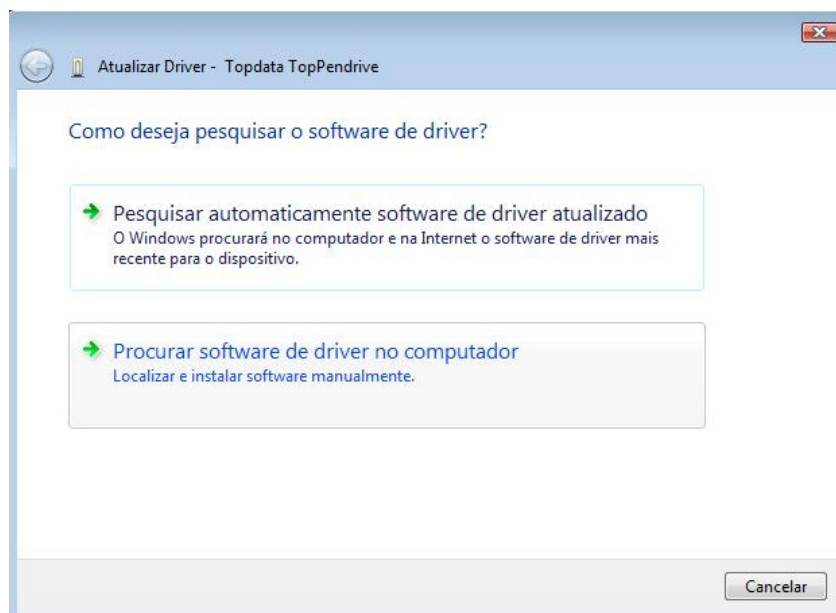 Atualizar Driver - Topdata TopPendrive
Como deseja pesquisar o software de driver?
Pesquisar automaticamente software de driver atualizado
O Windows procurará no computador e na Internet o software de driver mais
recente para o dispositivo.
Procurar software de driver no computador
Localizar e instalar software manualmente.
Cancelar